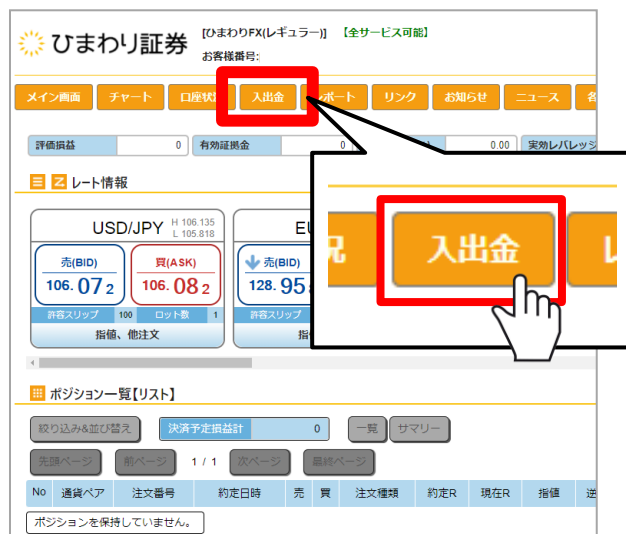 ひまわり証券
[ひまわりFX(レギュラー)] 【全サービス可能】
お客様番号:
メイン画面 チャート 口座状 入出金 ポート リンク お知らせ ニュース 各
評価損益 0 有効証拠金 0 0.00 実効レバレッシ
レート情報
USD/JPY H 106.135
L 105.818
売(BID) 買(ASK) 売(BID)
106.072 106.082 128.95
許容スリップ 100 ロット数 1 許容スリップ
指値、他注文
入出金
ポジション一覧【リスト】
絞り込み&並び替え 決済予定損益計 0 一覧 サマリー
先頭ページ 前ページ 1 / 1 次ページ 最終ページ
No 通貨ペア 注文番号 約定日時 売 買 注文種類 約定R 現在R 指値 逆
ポジションを保持していません。